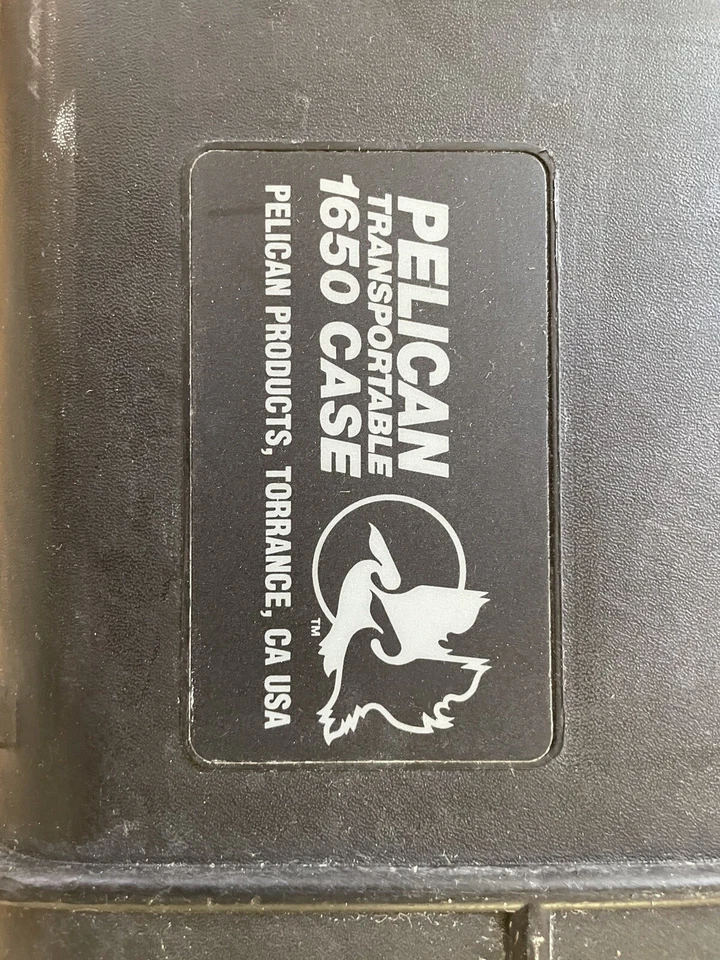 PELICAN
TRANSPORTABLE
1650 CASE
TM
PELICAN PRODUCTS, TORRANCE, CA USA